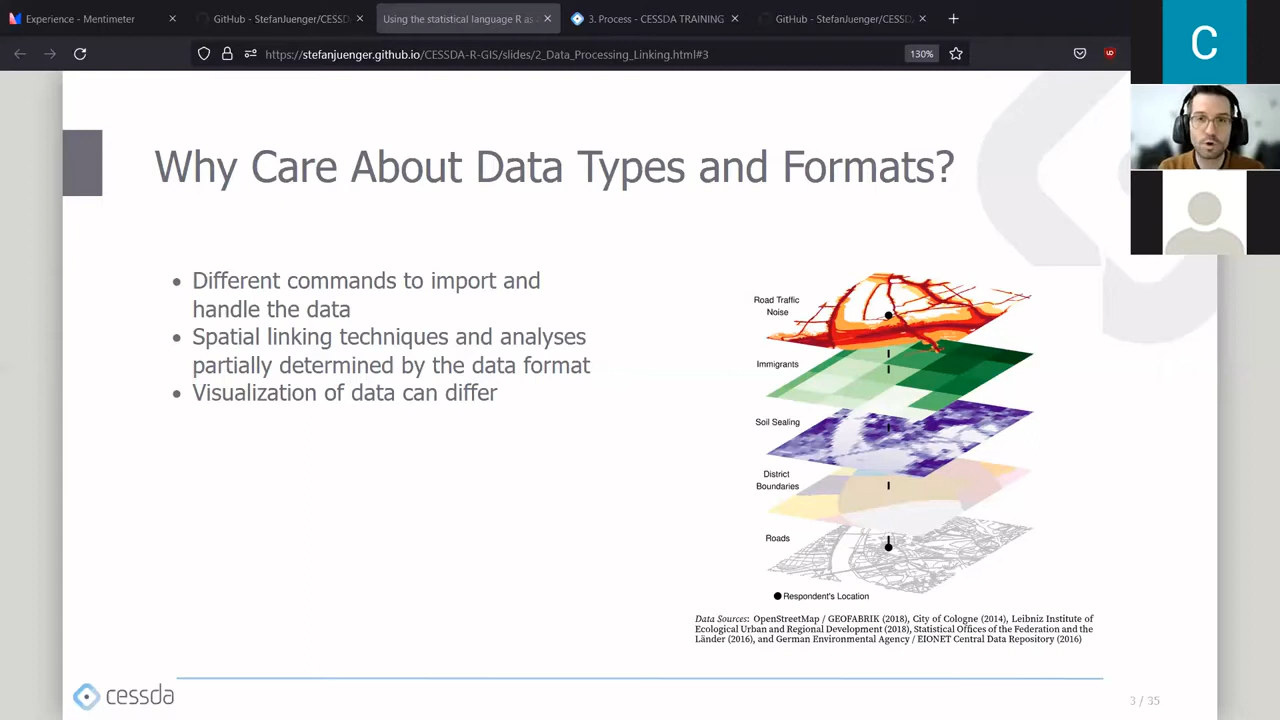 Experience - Mentimeter
GitHub - StefanJuenger/CESSD
Using the statistical language R as
3. Process - CESSDA TRAINING
GitHub - StefanJuenger/CESSDA
https://stefanjuenger.github.io/CESSDA-R-GIS/slides/2_Data_Processing_Linking.html#3
130%
C
Why Care About Data Types and Formats?
• Different commands to import and
handle the data
• Spatial linking techniques and analyses
partially determined by the data format
• Visualization of data can differ
Road Traffic
Noise
Immigrants
Soil Sealing
District
Boundaries
Roads
Respondent's Location
Data Sources: OpenStreetMap / GEOFABRIK (2018), City of Cologne (2014), Leibniz Institute of
Ecological Urban and Regional Development (2018), Statistical Offices of the Federation and the
Länder (2016), and German Environmental Agency / EIONET Central Data Repository (2016)
cessda
3 / 35